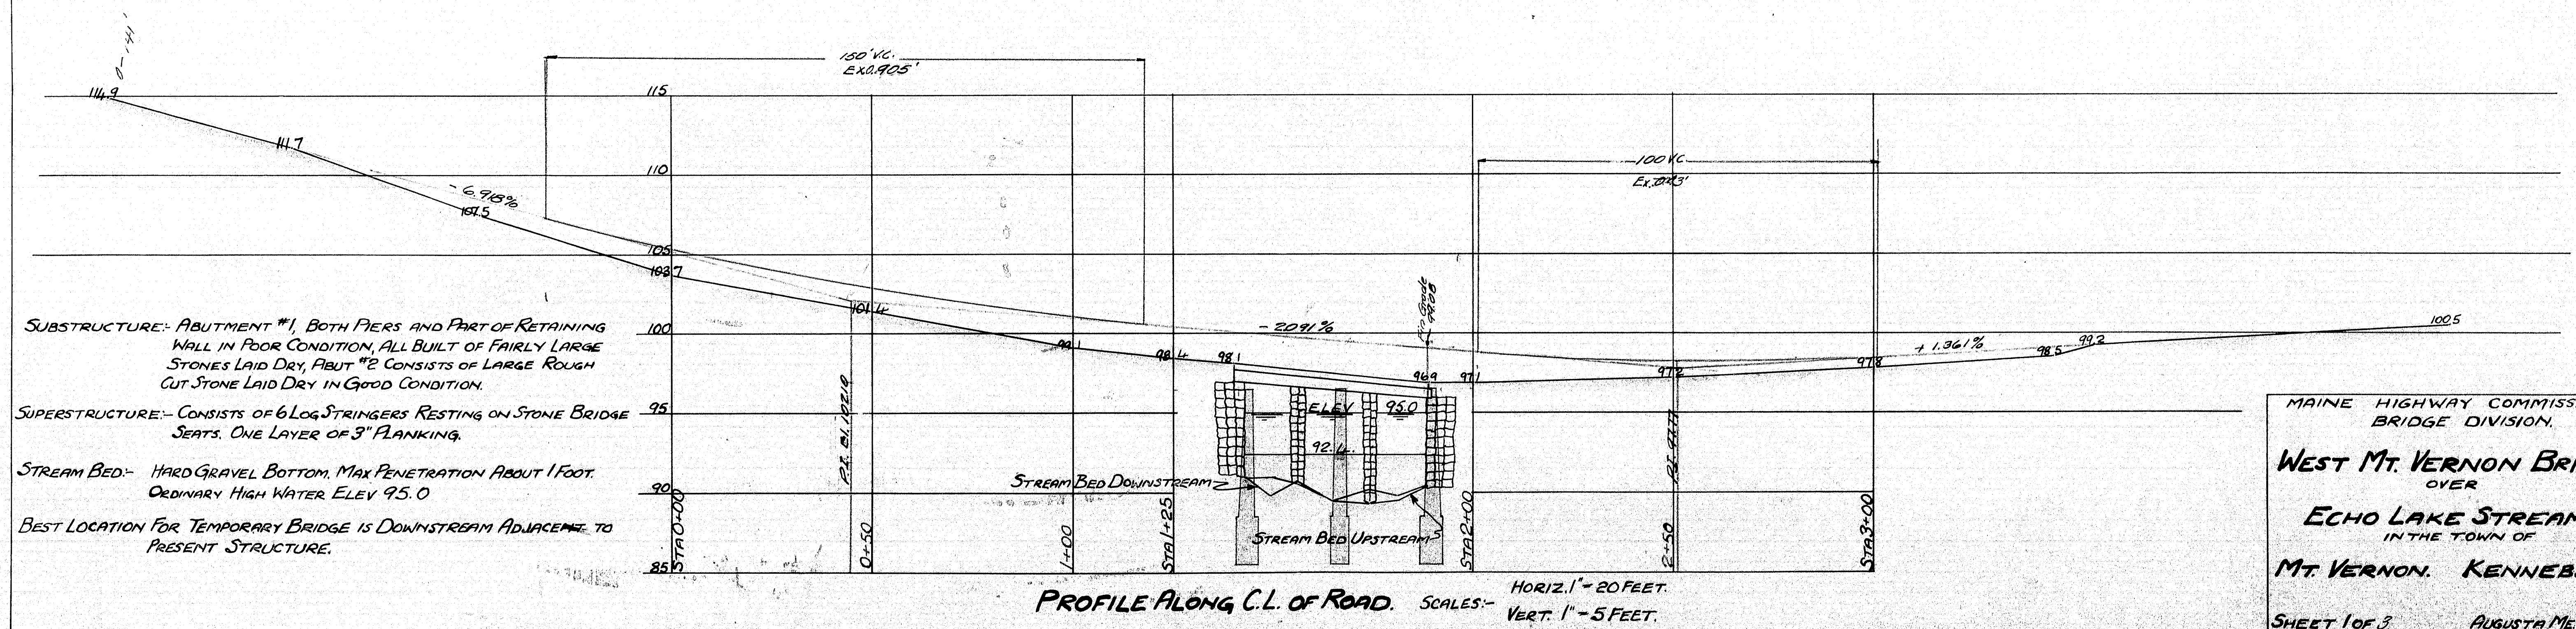 0-141
150' V.C.
EX.0.905'
114.9
115
111.7
110
100 V.C.
- 6.918%
107.5
105
103.7
101.4
100
99.1
98.4
98.1
- 2.091%
Fin Grade
99.08
96.9
97.1
97.2
97.8
+ 1.361%
98.5
99.2
100.5
SUBSTRUCTURE:- ABUTMENT #1, BOTH PIERS AND PART OF RETAINING
WALL IN POOR CONDITION, ALL BUILT OF FAIRLY LARGE
STONES LAID DRY, ABUT #2 CONSISTS OF LARGE ROUGH
CUT STONE LAID DRY IN GOOD CONDITION.
SUPERSTRUCTURE:- CONSISTS OF 6 LOG STRINGERS RESTING ON STONE BRIDGE
SEATS. ONE LAYER OF 3" PLANKING.
STREAM BED:- HARD GRAVEL BOTTOM. MAX PENETRATION ABOUT 1 FOOT.
ORDINARY HIGH WATER ELEV 95.0
BEST LOCATION FOR TEMPORARY BRIDGE IS DOWNSTREAM ADJACENT TO
PRESENT STRUCTURE.
95
90
85
ELEV 95.0
92.4
STREAM BED DOWNSTREAM
STREAM BED UPSTREAM
STA 0+00
0+50
1+00
STA 1+25
STA 2+00
2+50
STA 3+00
PROFILE ALONG C.L. OF ROAD. SCALES:-
HORIZ. 1" - 20 FEET.
VERT. 1" - 5 FEET.
MAINE HIGHWAY COMMISS
BRIDGE DIVISION.
WEST MT. VERNON BRI
OVER
ECHO LAKE STREAM
IN THE TOWN OF
MT. VERNON. KENNEB
SHEET 1 OF 3 AUGUSTA ME